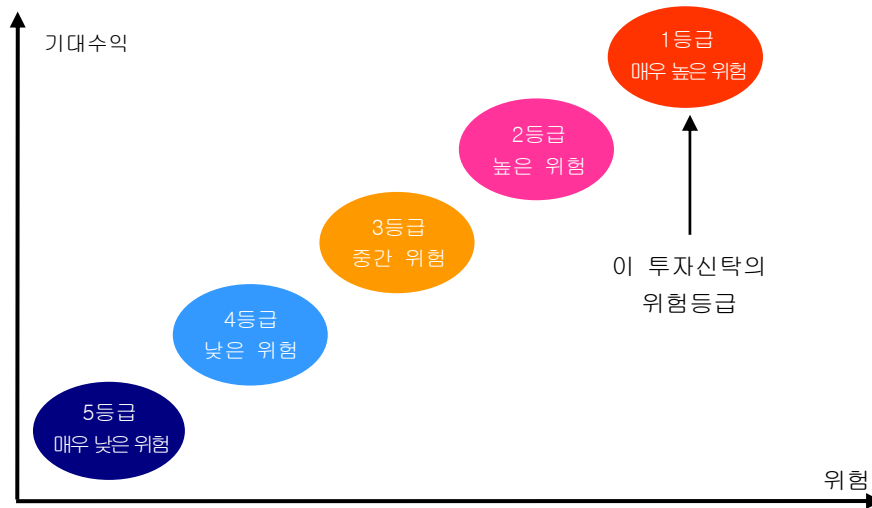 기대수익
1등급
매우 높은 위험
2등급
높은 위험
3등급
중간 위험
이 투자신탁의
위험등급
4등급
낮은 위험
5등급
매우 낮은 위험
위험